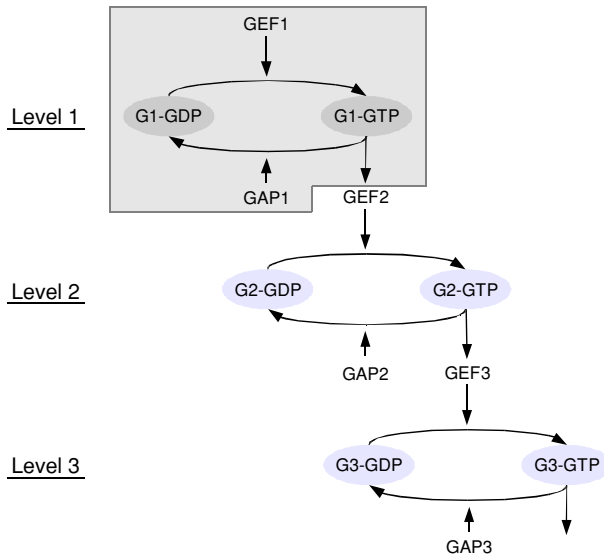 GEF1
Level 1
G1-GDP
G1-GTP
GAP1
GEF2
Level 2
G2-GDP
G2-GTP
GAP2
GEF3
Level 3
G3-GDP
G3-GTP
GAP3